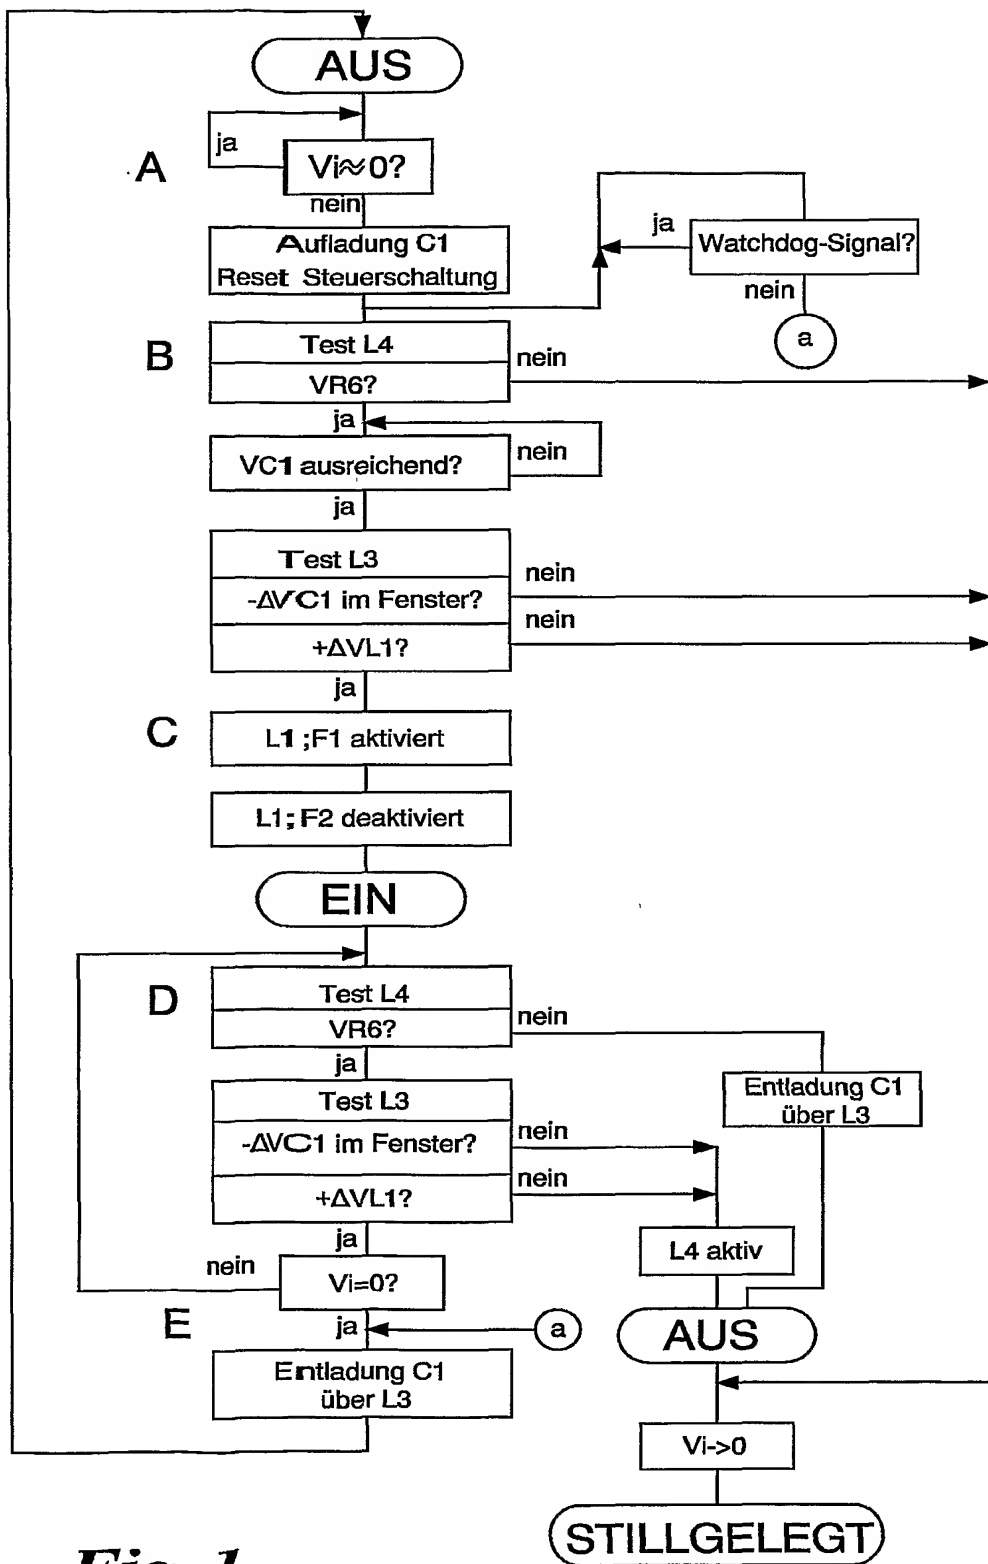 AUS
ja
A
Vi≈0?
nein
Aufladung C1
Reset Steuerschaltung
ja
Watchdog-Signal?
nein
a
B
Test L4
nein
VR6?
ja
VC1 ausreichend?
nein
ja
Test L3
nein
-ΔVC1 im Fenster?
nein
+ΔVL1?
ja
C
L1;F1 aktiviert
L1;F2 deaktiviert
EIN
D
Test L4
nein
VR6?
ja
Entladung C1
über L3
Test L3
nein
-ΔVC1 im Fenster?
nein
+ΔVL1?
ja
L4 aktiv
nein
Vi=0?
E
ja
a
AUS
Entladung C1
über L3
Vi->0
STILLGELEGT
Fig. 1